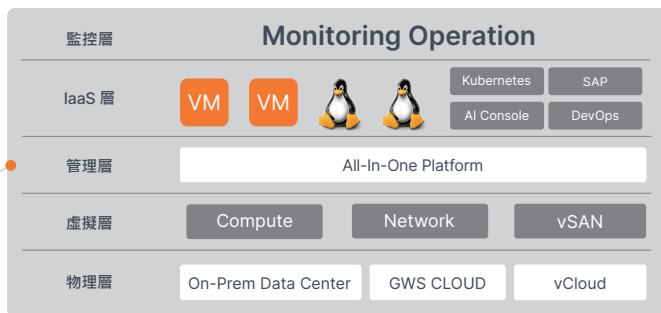 監控層
Monitoring Operation
IaaS 層
VM
VM
Kubernetes
SAP
AI Console
DevOps
管理層
All-In-One Platform
虛擬層
Compute
Network
vSAN
物理層
On-Prem Data Center
GWS CLOUD
vCloud